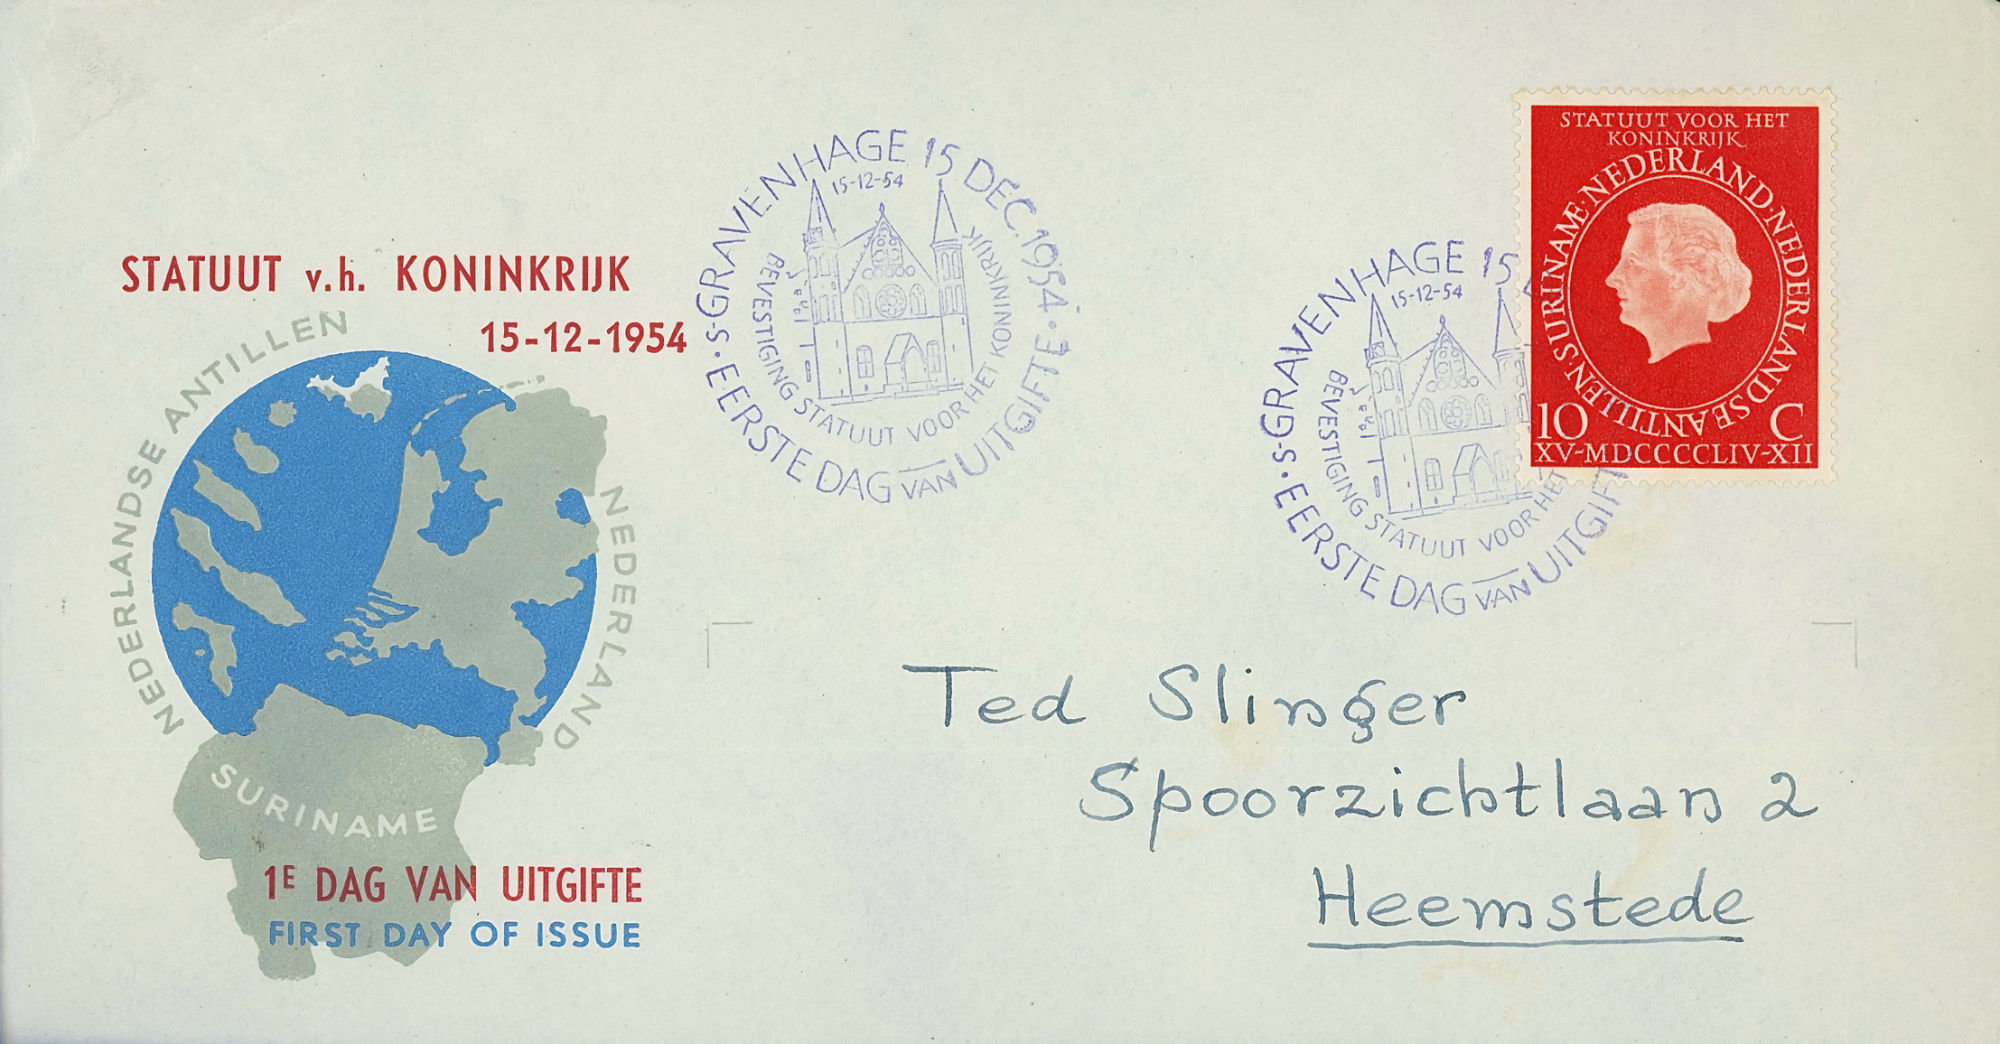 STATUUT v.h. KONINKRIJK
15-12-1954
NEDERLANDSE ANTILLEN
NEDERLAND
SURINAME
1E DAG VAN UITGIFTE
FIRST DAY OF ISSUE
's-GRAVENHAGE 15 DEC. 1954
15-12-54
BEVESTIGING STATUUT VOOR HET KONINKRIJK
EERSTE DAG VAN UITGIFTE
's-GRAVENHAGE 15
15-12-54
BEVESTIGING STATUUT VOOR HET
EERSTE DAG VAN UITGIFT
STATUUT VOOR HET
KONINKRIJK
SURINAME·NEDERLAND·NEDERLANDSE ANTILLEN·
10 C
XV-MDCCCCLIV-XII
Ted Slinger
Spoorzichtlaan 2
Heemstede